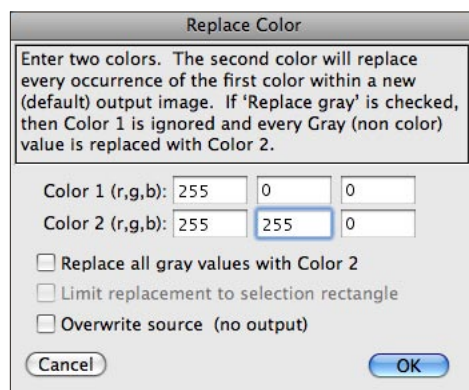 Replace Color
Enter two colors. The second color will replace
every occurrence of the first color within a new
(default) output image. If 'Replace gray' is checked,
then Color 1 is ignored and every Gray (non color)
value is replaced with Color 2.
Color 1 (r,g,b): 255 0 0
Color 2 (r,g,b): 255 255 0
Replace all gray values with Color 2
Limit replacement to selection rectangle
Overwrite source (no output)
Cancel OK